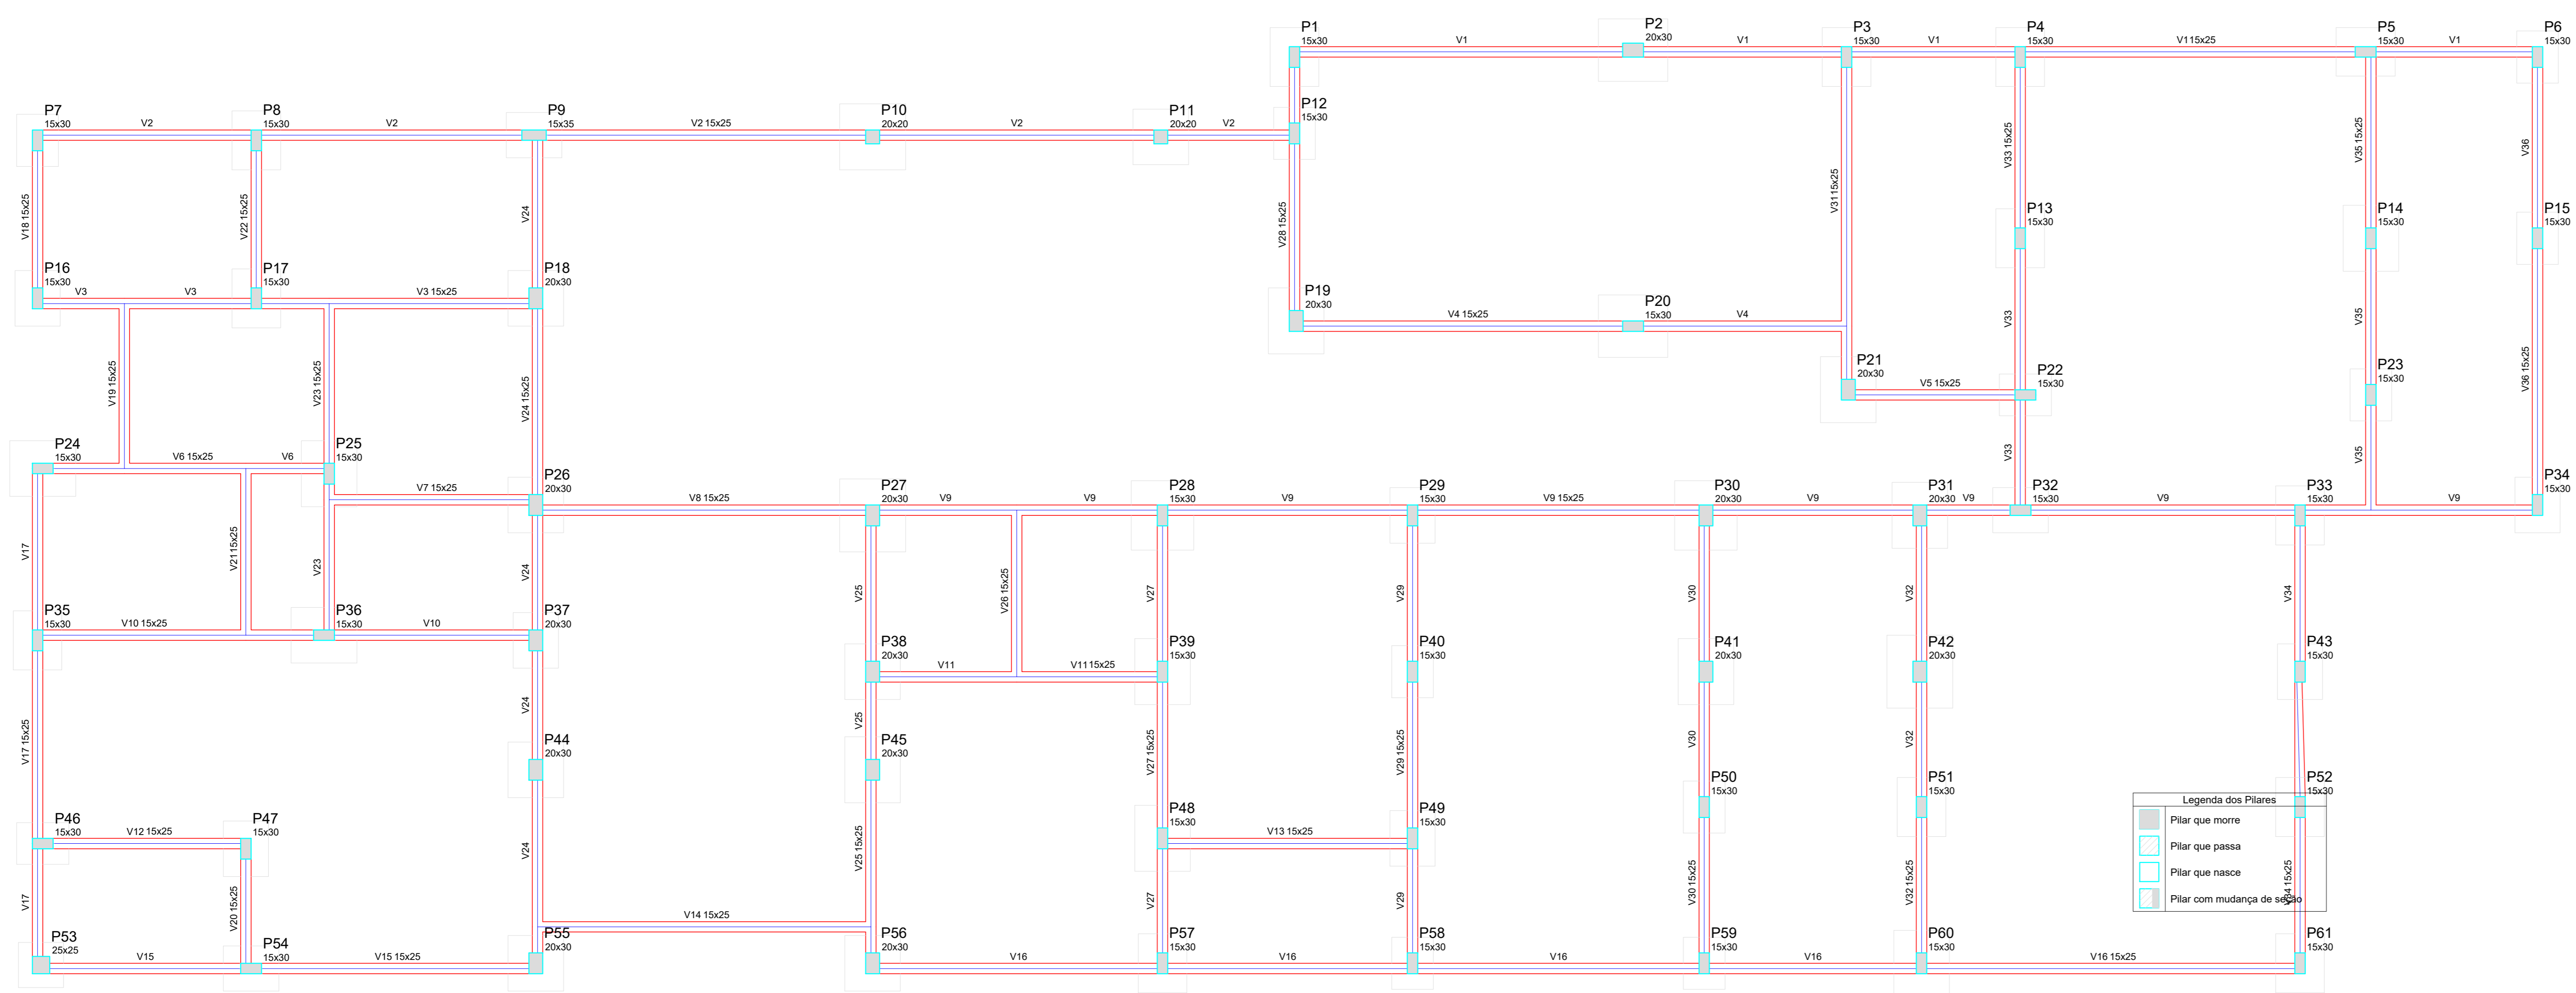 P1
15x30
V1
P2
20x30
V1
P3
15x30
V1
P4
15x30
V1 15x25
P5
15x30
V1
P6
15x30
P7
15x30
V2
P8
15x30
V2
P9
15x35
V2 15x25
P10
20x20
V2
P11
20x20
V2
P12
15x30
V18 15x25
V22 15x25
V24
V28 15x25
V31 15x25
V33 15x25
V35 15x25
V36
P13
15x30
P14
15x30
P15
15x30
P16
15x30
V3
V3
P17
15x30
V3 15x25
P18
20x30
P19
20x30
V4 15x25
P20
15x30
V4
V33
V35
V36 15x25
P21
20x30
V5 15x25
P22
15x30
P23
15x30
V19 15x25
V23 15x25
V24 15x25
P24
15x30
V6 15x25
V6
P25
15x30
V33
V35
V7 15x25
P26
20x30
V8 15x25
P27
20x30
V9
V9
P28
15x30
V9
P29
15x30
V9 15x25
P30
20x30
V9
P31
20x30
V9
P32
15x30
V9
P33
15x30
V9
P34
15x30
V17
V21 15x25
V23
V24
V25
V26 15x25
V27
V29
V30
V32
V34
P35
15x30
V10 15x25
P36
15x30
V10
P37
20x30
P38
20x30
V11
V11 15x25
P39
15x30
P40
15x30
P41
20x30
P42
20x30
P43
15x30
V17 15x25
V24
V25
V27 15x25
V29 15x25
V30
V32
P44
20x30
P45
20x30
P46
15x30
V12 15x25
P47
15x30
P48
15x30
V13 15x25
P49
15x30
P50
15x30
P51
15x30
P52
15x30
Legenda dos Pilares
Pilar que morre
Pilar que passa
Pilar que nasce
Pilar com mudança de seção
V17
V20 15x25
V24
V25 15x25
V27
V29
V30 15x25
V32 15x25
V34 15x25
V14 15x25
P53
25x25
V15
P54
15x30
V15 15x25
P55
20x30
P56
20x30
V16
P57
15x30
V16
P58
15x30
V16
P59
15x30
V16
P60
15x30
V16 15x25
P61
15x30